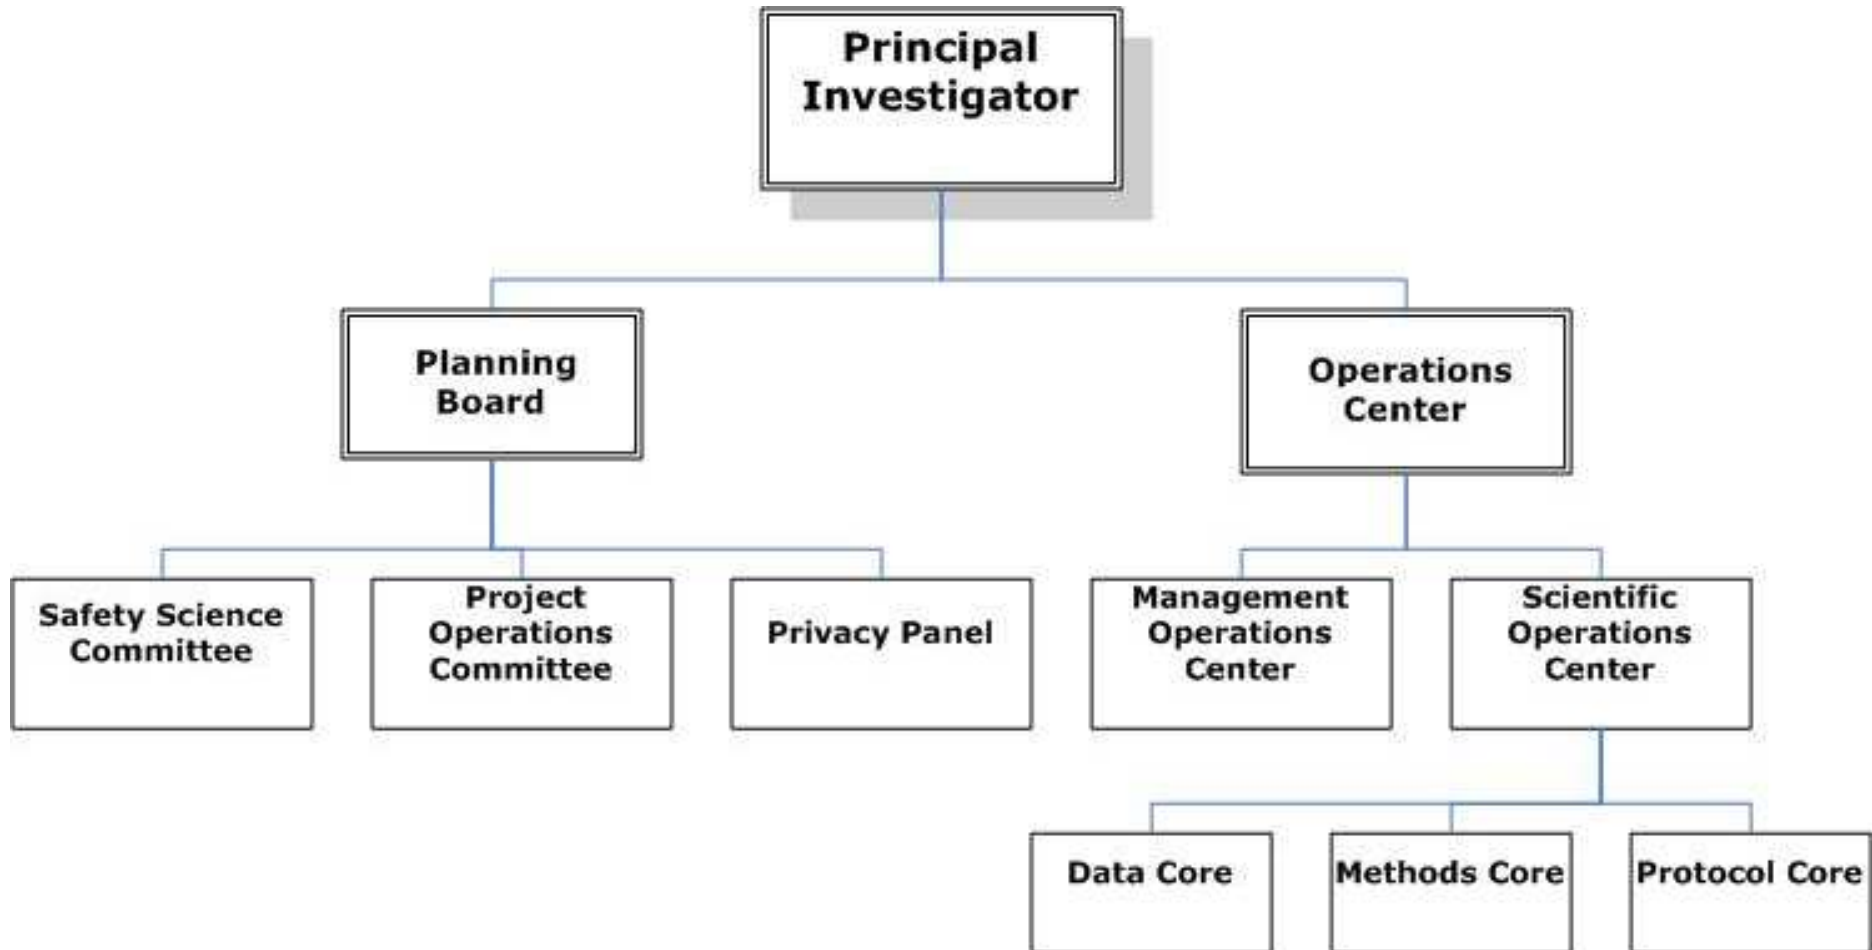 Principal
Investigator
Planning
Board
Operations
Center
Safety Science
Committee
Project
Operations
Committee
Privacy Panel
Management
Operations
Center
Scientific
Operations
Center
Data Core
Methods Core
Protocol Core